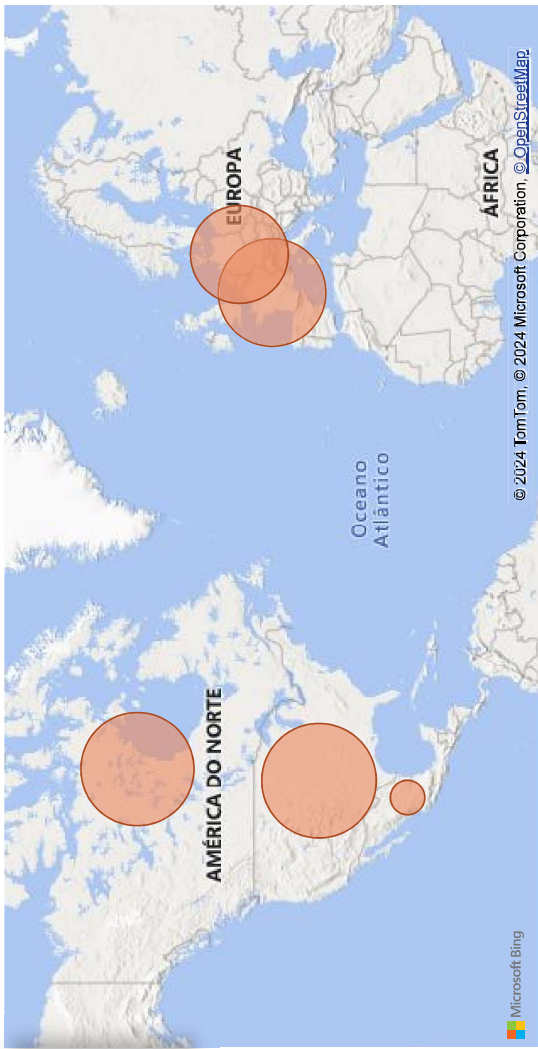 EUROPA
ÁFRICA
Oceano
Atlântico
AMÉRICA DO NORTE
Microsoft Bing
© 2024 TomTom, © 2024 Microsoft Corporation, © OpenStreetMap